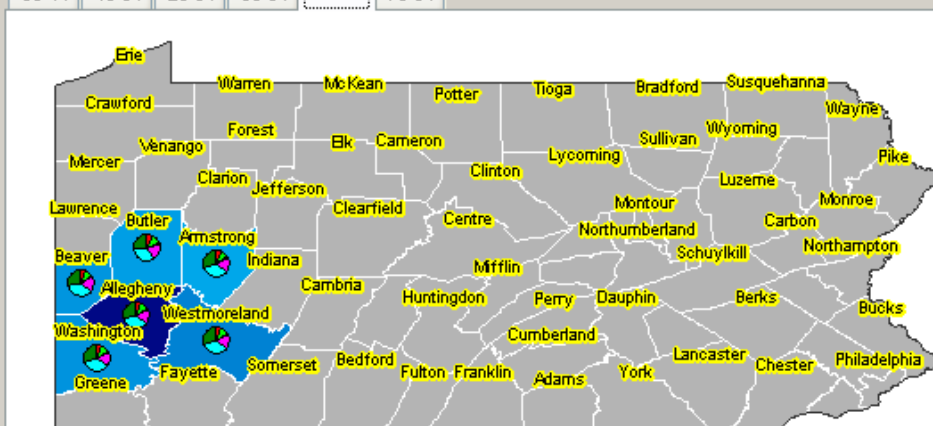 Erie
Warren
McKean
Potter
Tioga
Bradford
Susquehanna
Crawford
Wayne
Forest
Elk
Cameron
Sullivan
Wyoming
Venango
Mercer
Lycoming
Pike
Clarion
Jefferson
Clinton
Luzerne
Lawrence
Butler
Clearfield
Centre
Montour
Monroe
Carbon
Armstrong
Northumberland
Beaver
Indiana
Schuylkill
Northampton
Mifflin
Allegheny
Cambria
Huntingdon
Perry
Dauphin
Berks
Bucks
Washington
Westmoreland
Cumberland
Greene
Fayette
Somerset
Bedford
Fulton
Franklin
Adams
York
Lancaster
Chester
Philadelphia